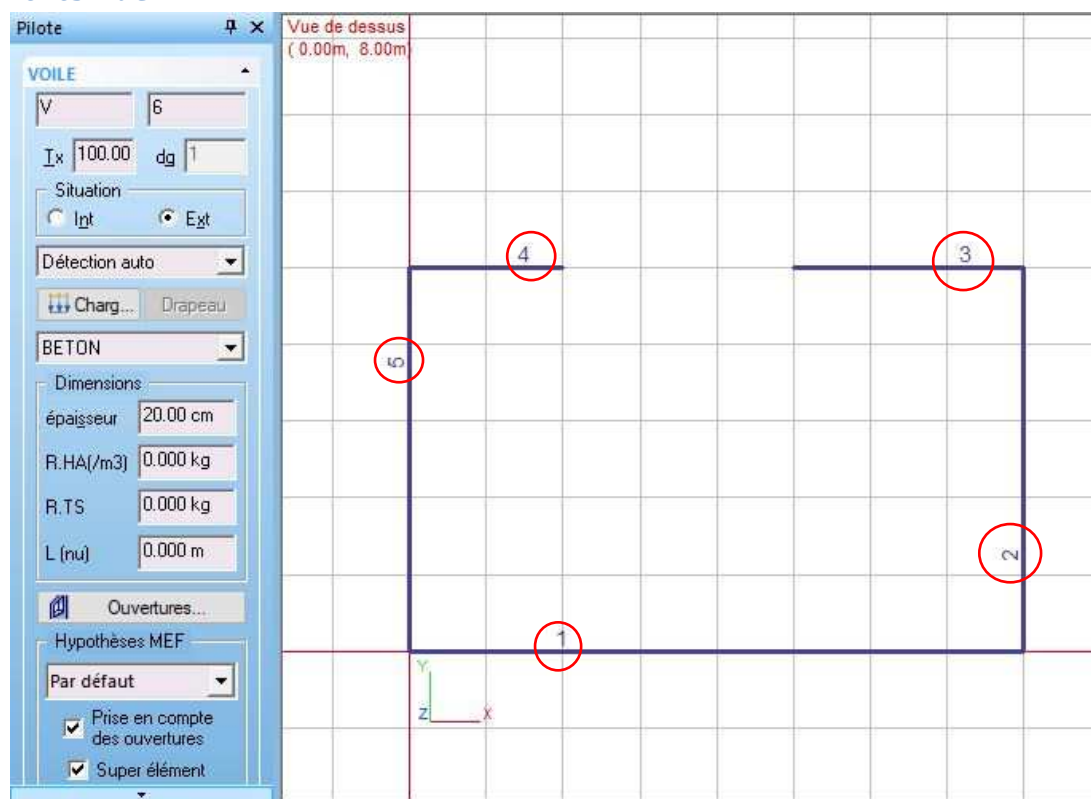 Pilote
VOILE
V 6
Tx 100.00 dg 1
Situation
Int Ext
Détection auto
Charg... Drapeau
BETON
Dimensions
épaisseur 20.00 cm
R.HA(/m3) 0.000 kg
R.TS 0.000 kg
L (nu) 0.000 m
Ouvertures...
Hypothèses MEF
Par défaut
Prise en compte
des ouvertures
Super élément
Vue de dessus
( 0.00m, 8.00m)
4
3
5
2
1
Y
Z X